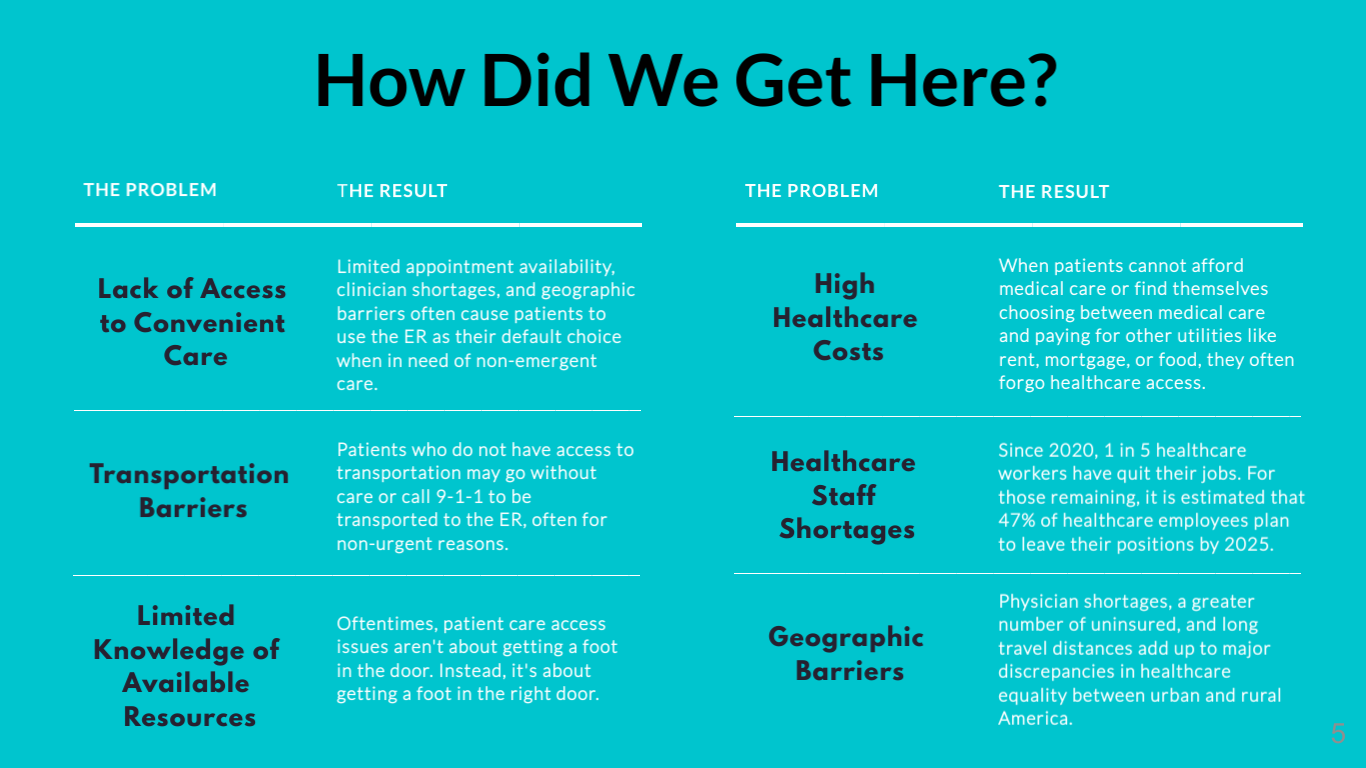 How Did We Get Here?
THE PROBLEM
THE RESULT
Lack of Access
to Convenient
Care
Limited appointment availability,
clinician shortages, and geographic
barriers often cause patients to
use the ER as their default choice
when in need of non-emergent
care.
Transportation
Barriers
Patients who do not have access to
transportation may go without
care or call 9-1-1 to be
transported to the ER, often for
non-urgent reasons.
Limited
Knowledge of
Available
Resources
Oftentimes, patient care access
issues aren't about getting a foot
in the door. Instead, it's about
getting a foot in the right door.
THE PROBLEM
THE RESULT
High
Healthcare
Costs
When patients cannot afford
medical care or find themselves
choosing between medical care
and paying for other utilities like
rent, mortgage, or food, they often
forgo healthcare access.
Healthcare
Staff
Shortages
Since 2020, 1 in 5 healthcare
workers have quit their jobs. For
those remaining, it is estimated that
47% of healthcare employees plan
to leave their positions by 2025.
Geographic
Barriers
Physician shortages, a greater
number of uninsured, and long
travel distances add up to major
discrepancies in healthcare
equality between urban and rural
America.
5